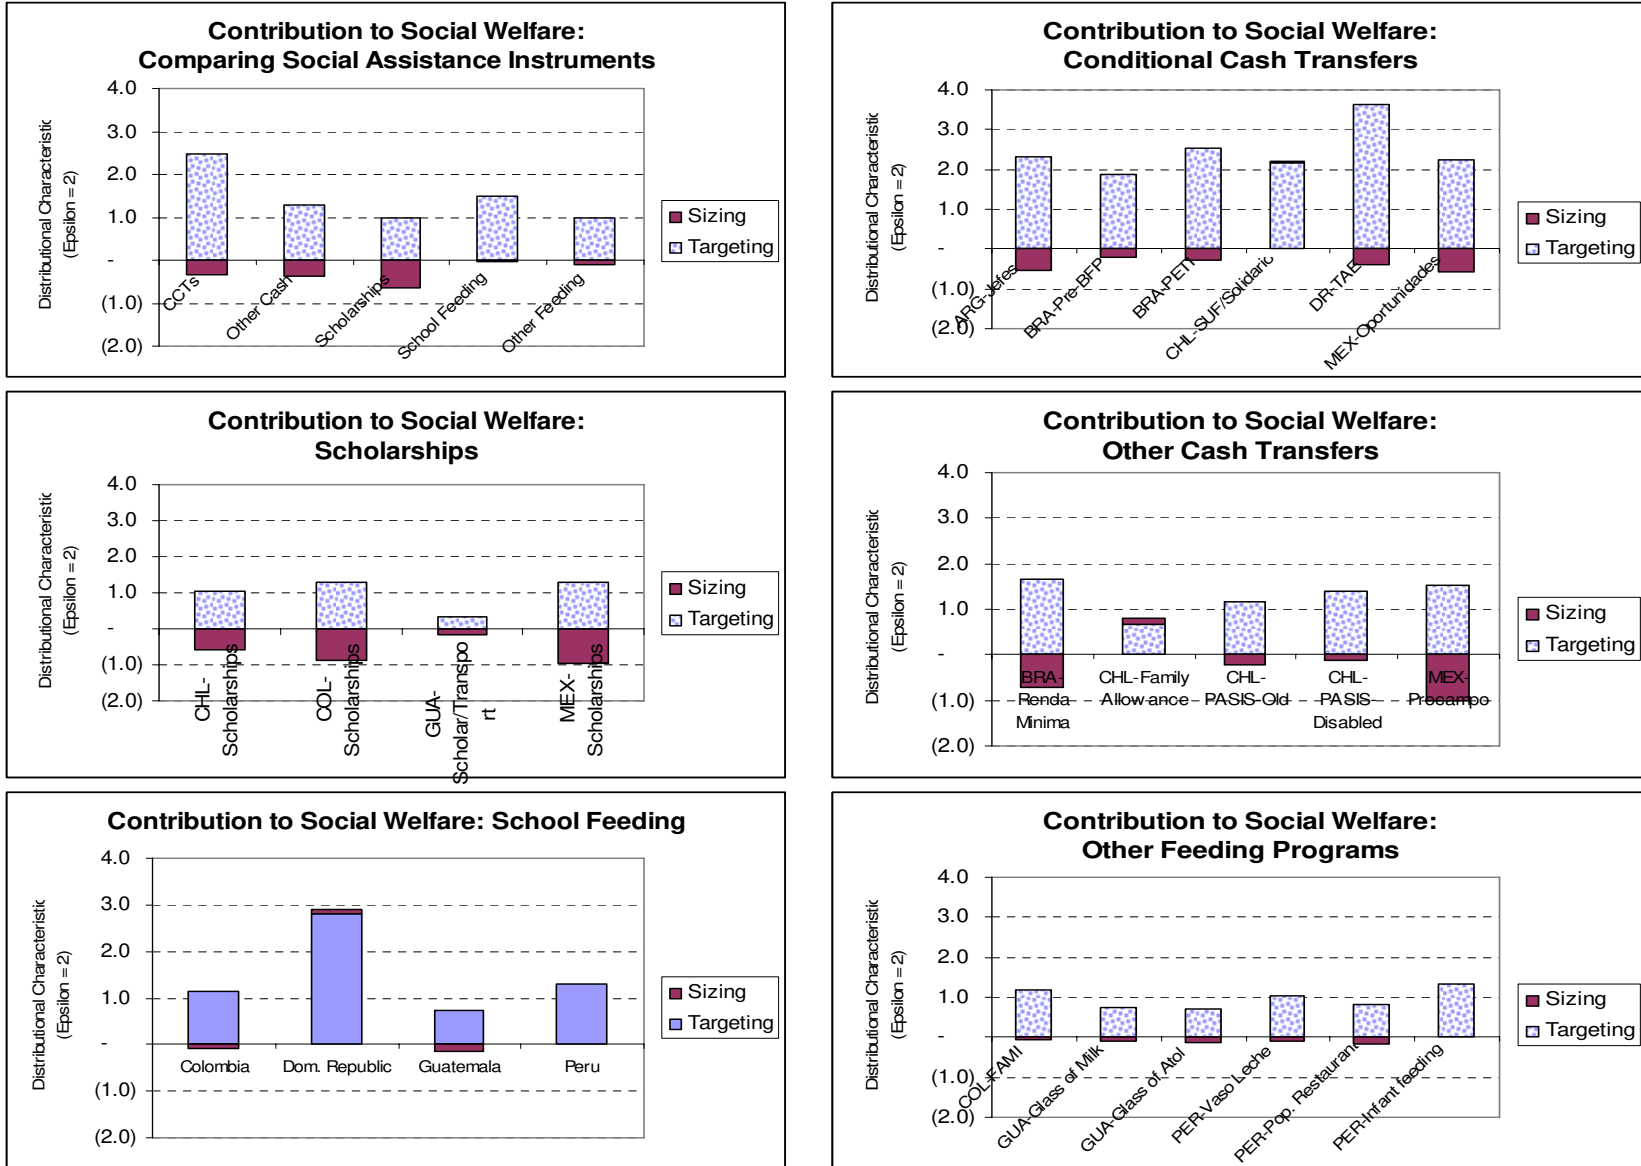 Contribution to Social Welfare:
Comparing Social Assistance Instruments
Distributional Characteristic
(Epsilon = 2)
4.0
3.0
2.0
1.0
-
(1.0)
(2.0)
CCTs
Other Cash
Scholarships
School Feeding
Other Feeding
Sizing
Targeting
Contribution to Social Welfare:
Conditional Cash Transfers
Distributional Characteristic
(Epsilon = 2)
4.0
3.0
2.0
1.0
-
(1.0)
(2.0)
ARG-Jefes
BRA-Pre-BFP
BRA-PETI
CHL-SUF/Solidario
DR-TAE
MEX-Oportunidades
Sizing
Targeting
Contribution to Social Welfare:
Scholarships
Distributional Characteristic
(Epsilon = 2)
4.0
3.0
2.0
1.0
-
(1.0)
(2.0)
CHL-
Scholarships
COL-
Scholarships
GUA-
Scholar/Transpo
rt
MEX-
Scholarships
Sizing
Targeting
Contribution to Social Welfare:
Other Cash Transfers
Distributional Characteristic
(Epsilon = 2)
4.0
3.0
2.0
1.0
-
(1.0)
(2.0)
BRA-
Renda
Minima
CHL-Family
Allowance
CHL-
PASIS-Old
CHL-
PASIS-
Disabled
MEX-
Procampo
Sizing
Targeting
Contribution to Social Welfare: School Feeding
Distributional Characteristic
(Epsilon = 2)
4.0
3.0
2.0
1.0
-
(1.0)
(2.0)
Colombia
Dom. Republic
Guatemala
Peru
Sizing
Targeting
Contribution to Social Welfare:
Other Feeding Programs
Distributional Characteristic
(Epsilon = 2)
4.0
3.0
2.0
1.0
-
(1.0)
(2.0)
COL-FAMI
GUA-Glass of Milk
GUA-Glass of Atol
PER-Vaso Leche
PER-Pop. Restaurant
PER-Infant feeding
Sizing
Targeting